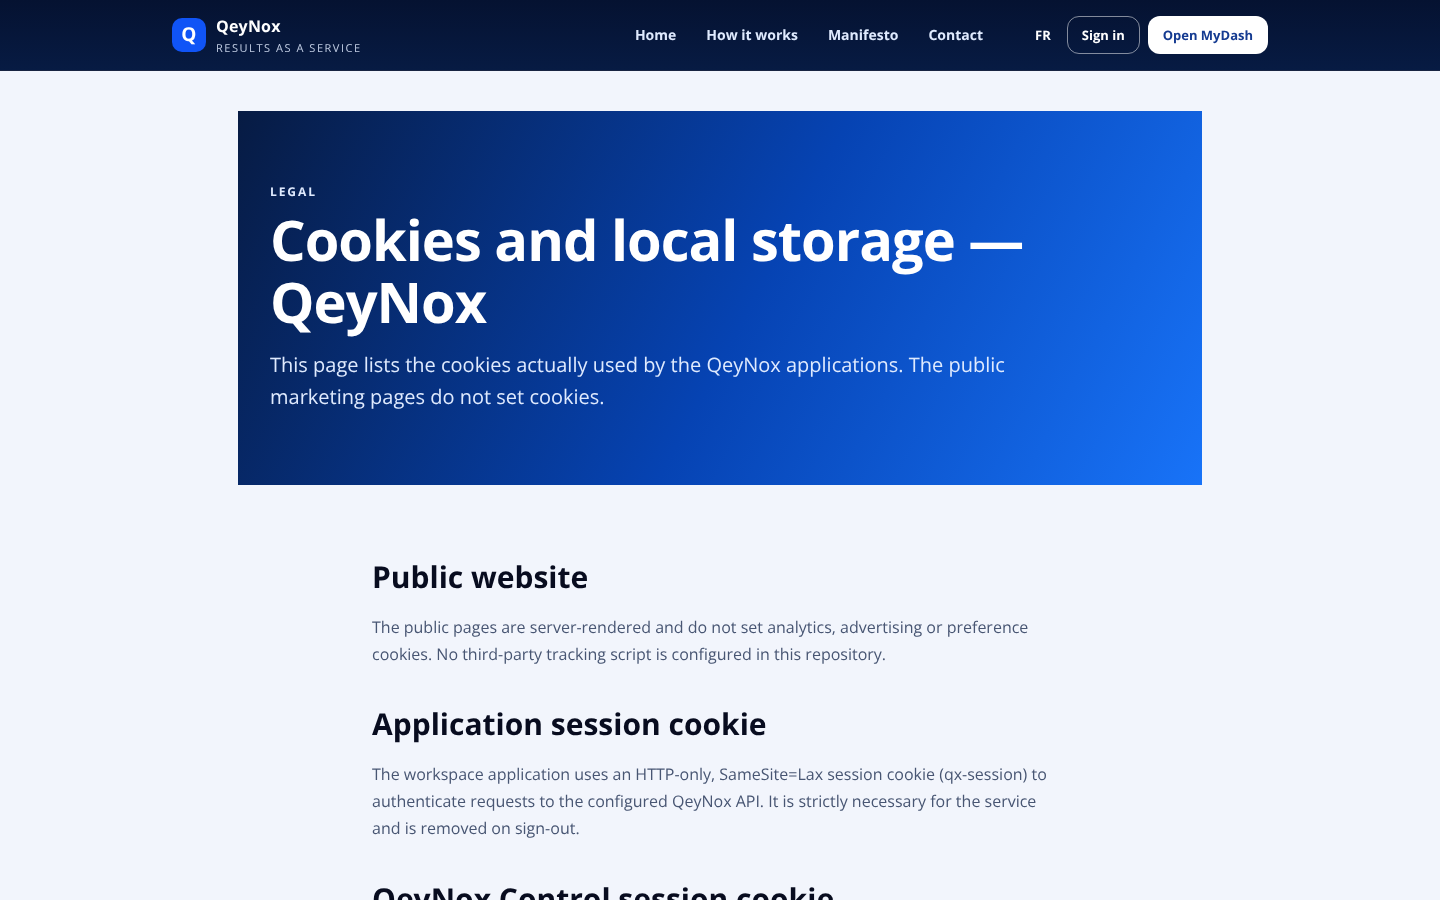 Q
QeyNox
RESULTS AS A SERVICE
Home
How it works
Manifesto
Contact
FR
Sign in
Open MyDash
LEGAL
Cookies and local storage —
QeyNox
This page lists the cookies actually used by the QeyNox applications. The public
marketing pages do not set cookies.
Public website
The public pages are server-rendered and do not set analytics, advertising or preference
cookies. No third-party tracking script is configured in this repository.
Application session cookie
The workspace application uses an HTTP-only, SameSite=Lax session cookie (qx-session) to
authenticate requests to the configured QeyNox API. It is strictly necessary for the service
and is removed on sign-out.
QeyNox Control session cookie